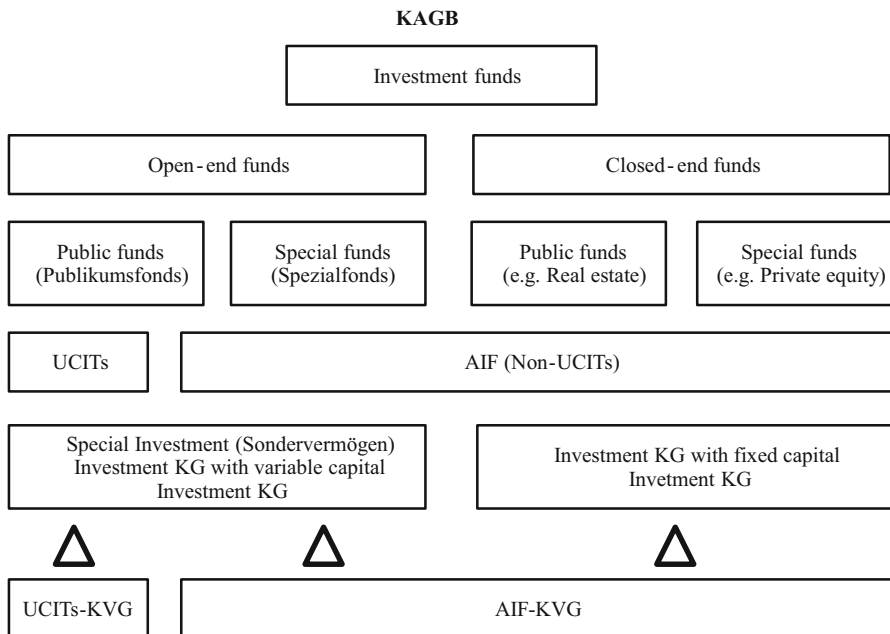 KAGB
Investment funds
Open-end funds
Closed-end funds
Public funds
(Publikumsfonds)
Special funds
(Spezialfonds)
Public funds
(e.g. Real estate)
Special funds
(e.g. Private equity)
UCITs
AIF (Non-UCITs)
Special Investment (Sondervermögen)
Investment KG with variable capital
Investment KG
Investment KG with fixed capital
Invetment KG
UCITs-KVG
AIF-KVG